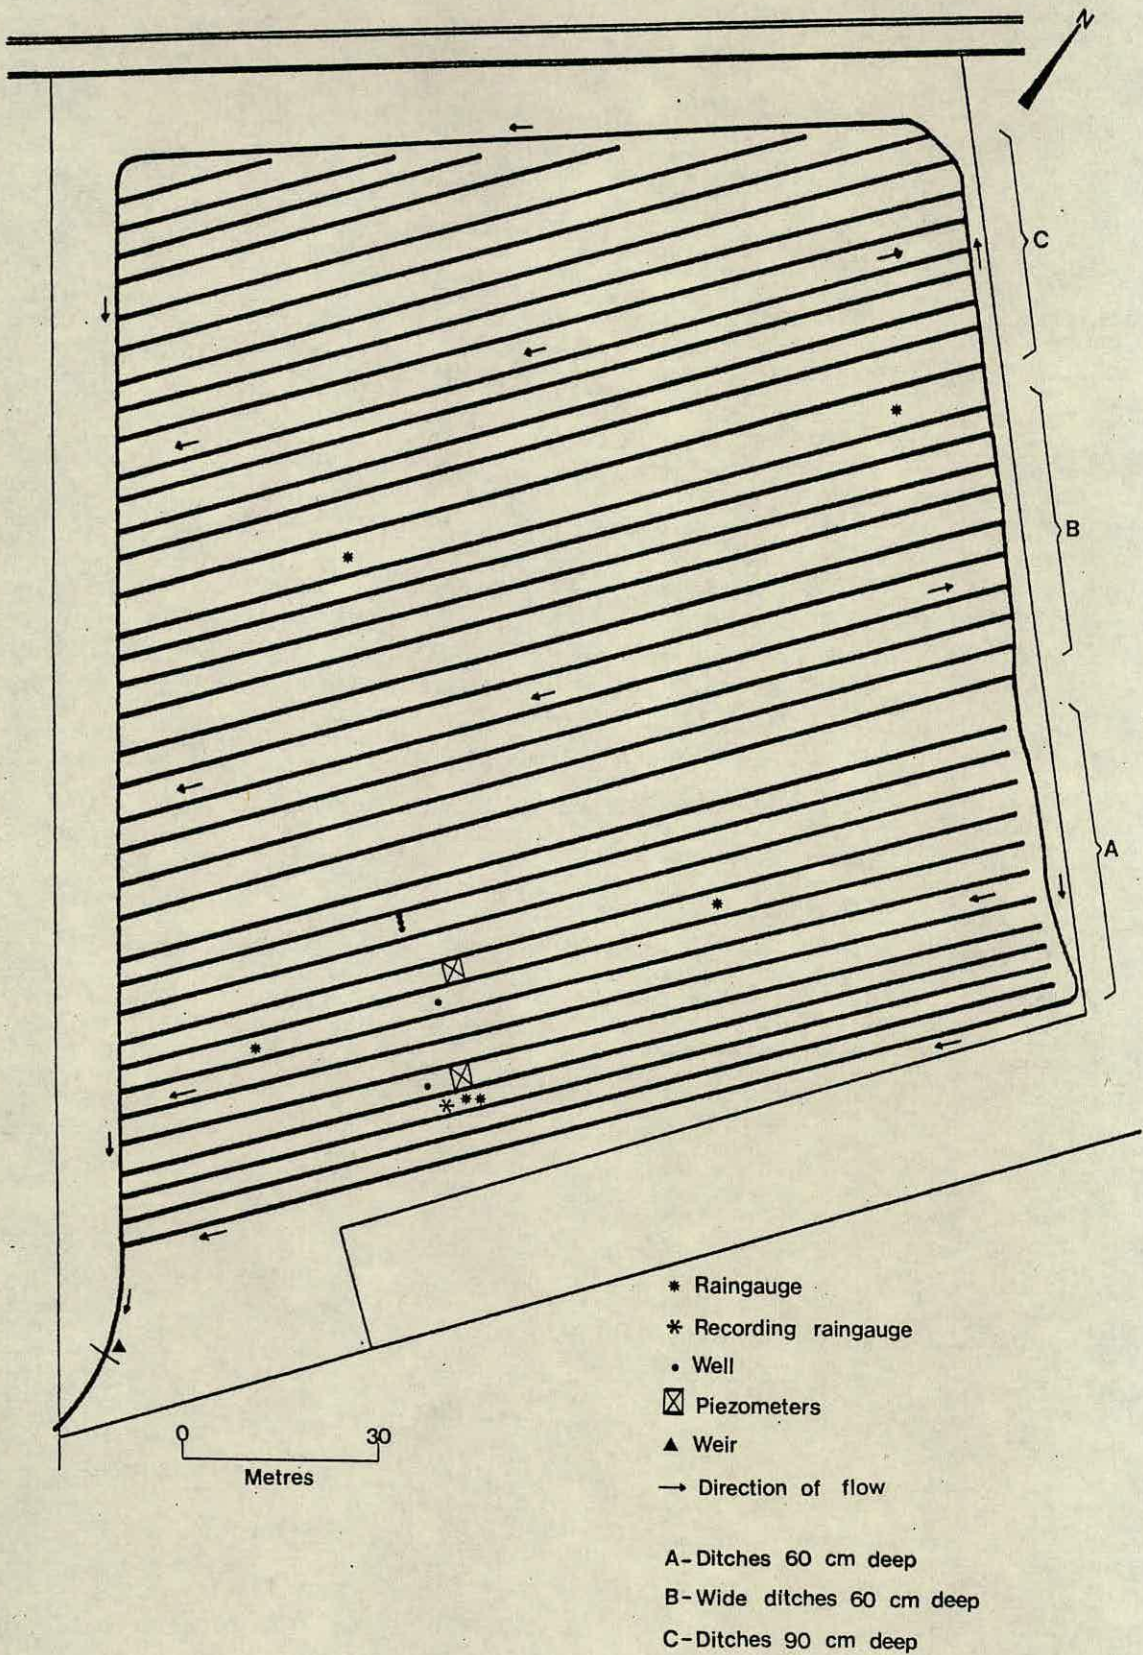 N
C
B
A
Raingauge
Recording raingauge
Well
Piezometers
Weir
Direction of flow
0 30
Metres
A-Ditches 60 cm deep
B-Wide ditches 60 cm deep
C-Ditches 90 cm deep